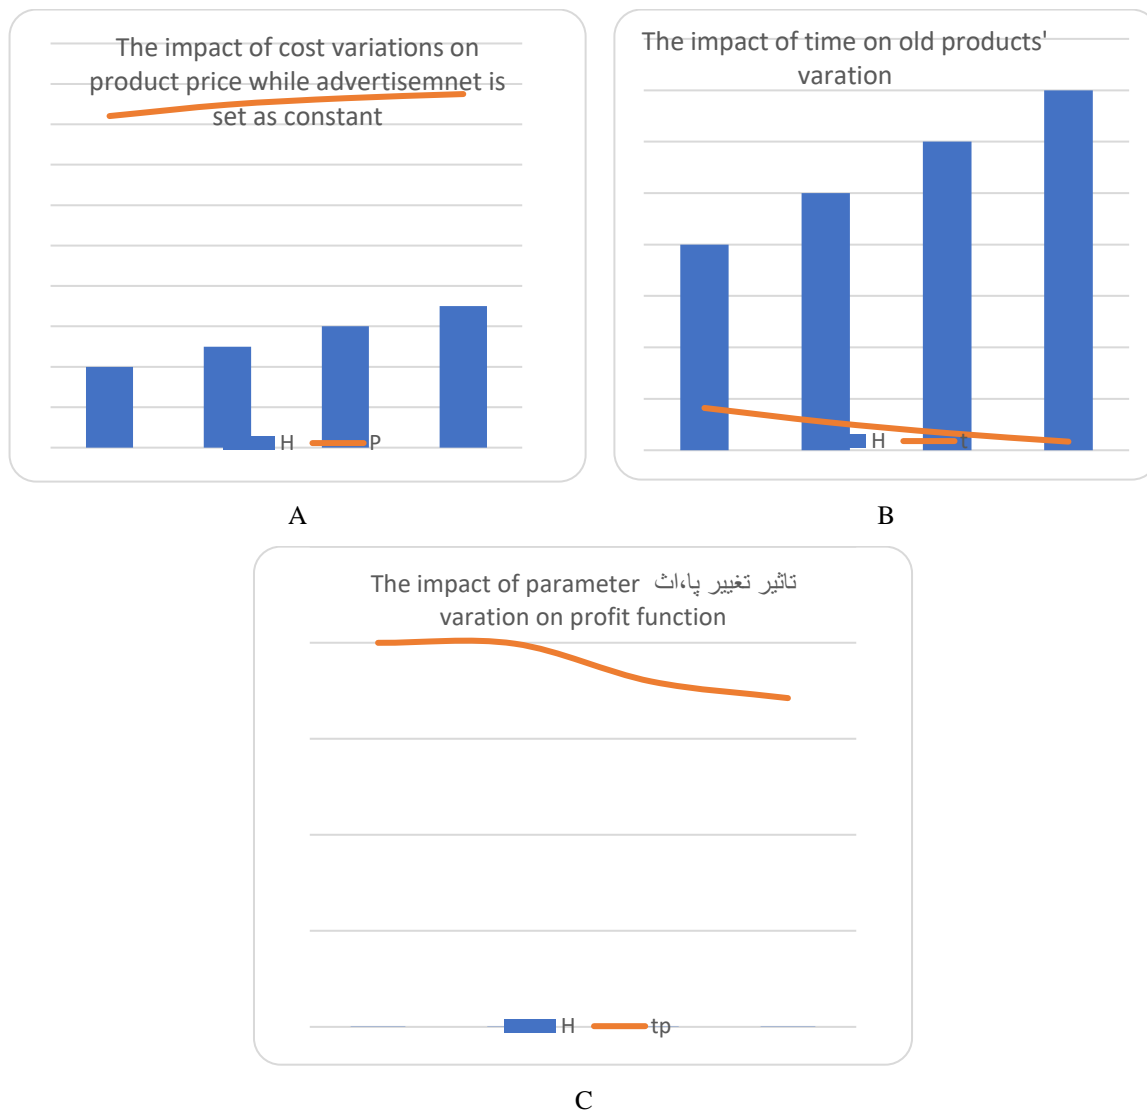 The impact of cost variations on
product price while advertisemnet is
set as constant
H P
A
The impact of time on old products'
varation
H t
B
The impact of parameter تاثیر تغییر پا،اث
varation on profit function
H tp
C